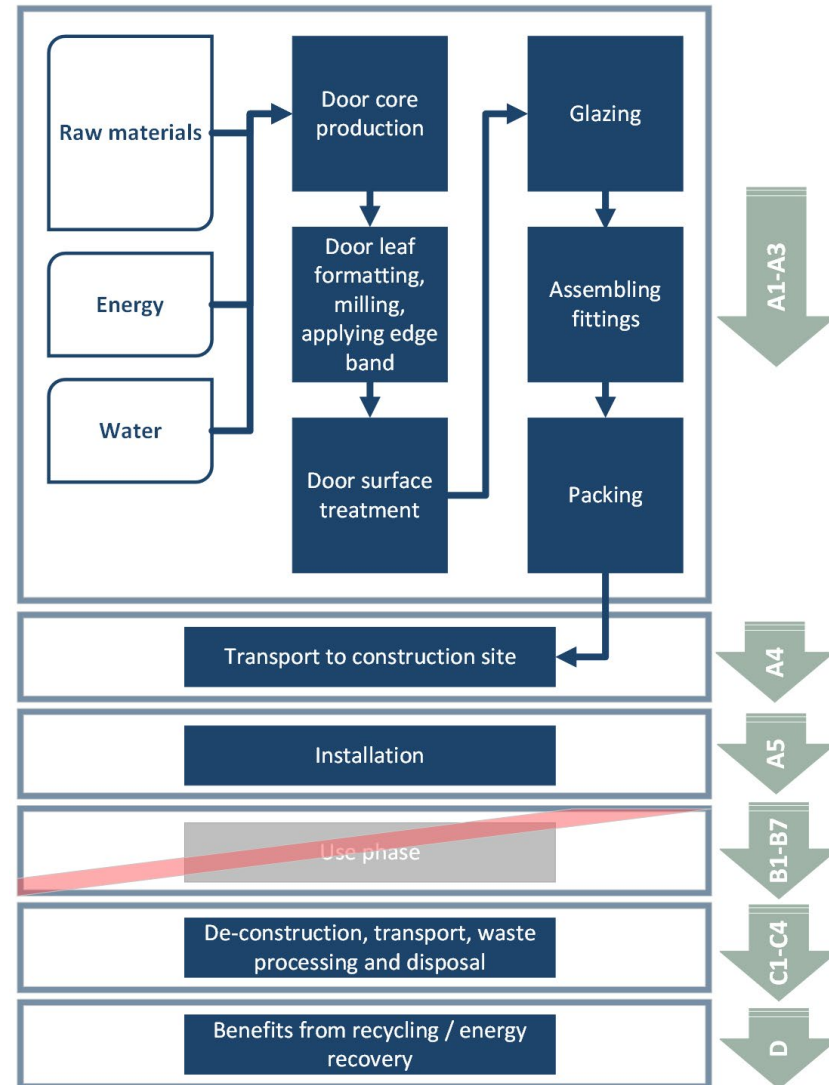 Raw materials
Energy
Water
Door core
production
Door leaf
formatting,
milling,
applying edge
band
Door surface
treatment
Glazing
Assembling
fittings
Packing
A1-A3
Transport to construction site
A4
Installation
A5
Use phase
B1-B7
De-construction, transport, waste
processing and disposal
C1-C4
Benefits from recycling / energy
recovery
D